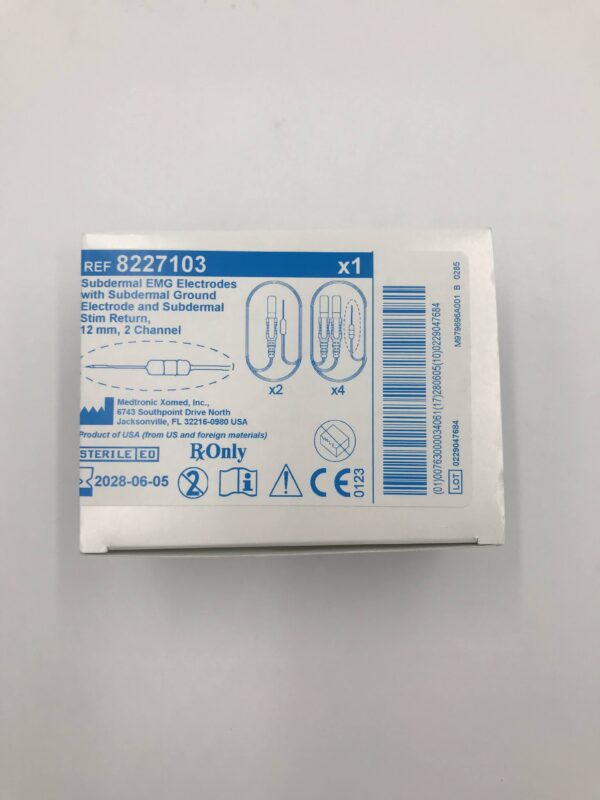 REF 8227103 x1
Subdermal EMG Electrodes
with Subdermal Ground
Electrode and Subdermal
Stim Return,
12 mm, 2 Channel
x2
x4
Medtronic Xomed, Inc.,
6743 Southpoint Drive North
Jacksonville, FL 32216-0980 USA
Product of USA (from US and foreign materials)
STERILE EO
RxOnly
2028-06-05
2
i
!
CE
0123
(01)00763000034061(17)280605(10)0229047684
LOT 0229047684
M979696A001 B 0285